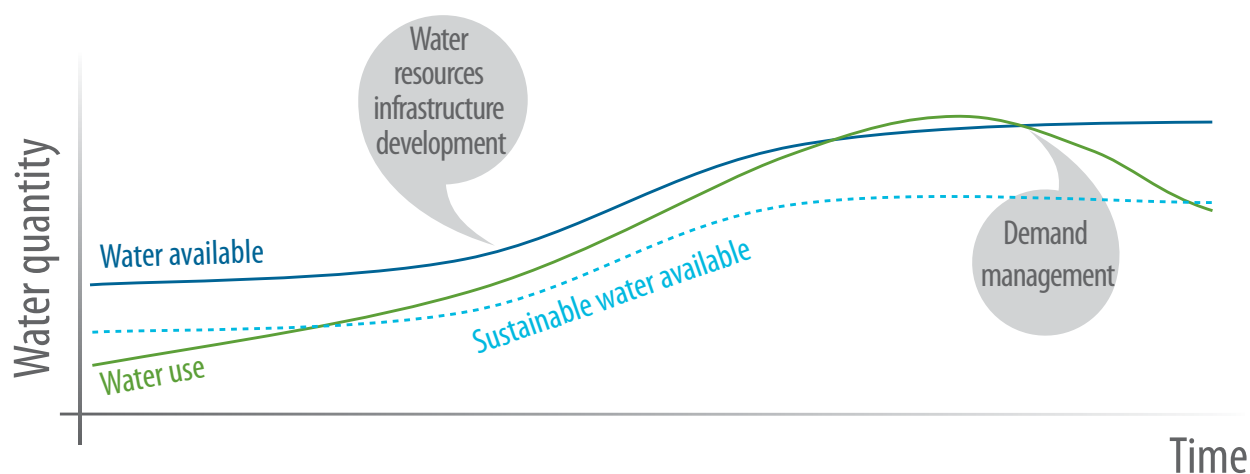 Water
resources
infrastructure
development
Water quantity
Water available
Sustainable water available
Water use
Demand
management
Time